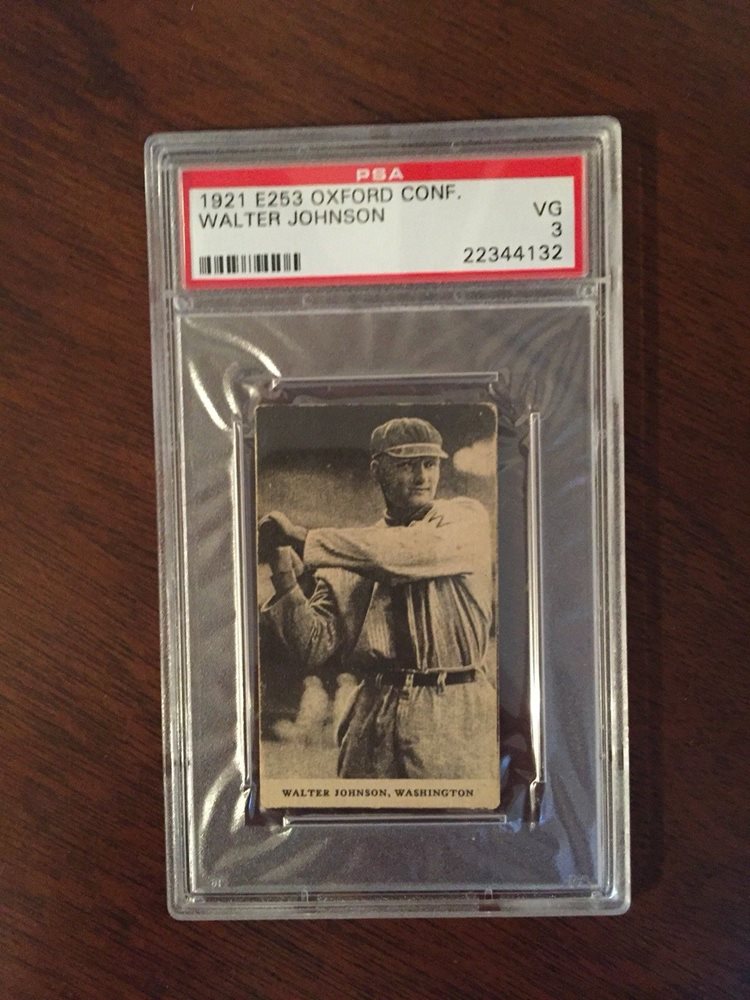 PSA
1921 E253 OXFORD CONF.
WALTER JOHNSON
VG
3
22344132
WALTER JOHNSON, WASHINGTON